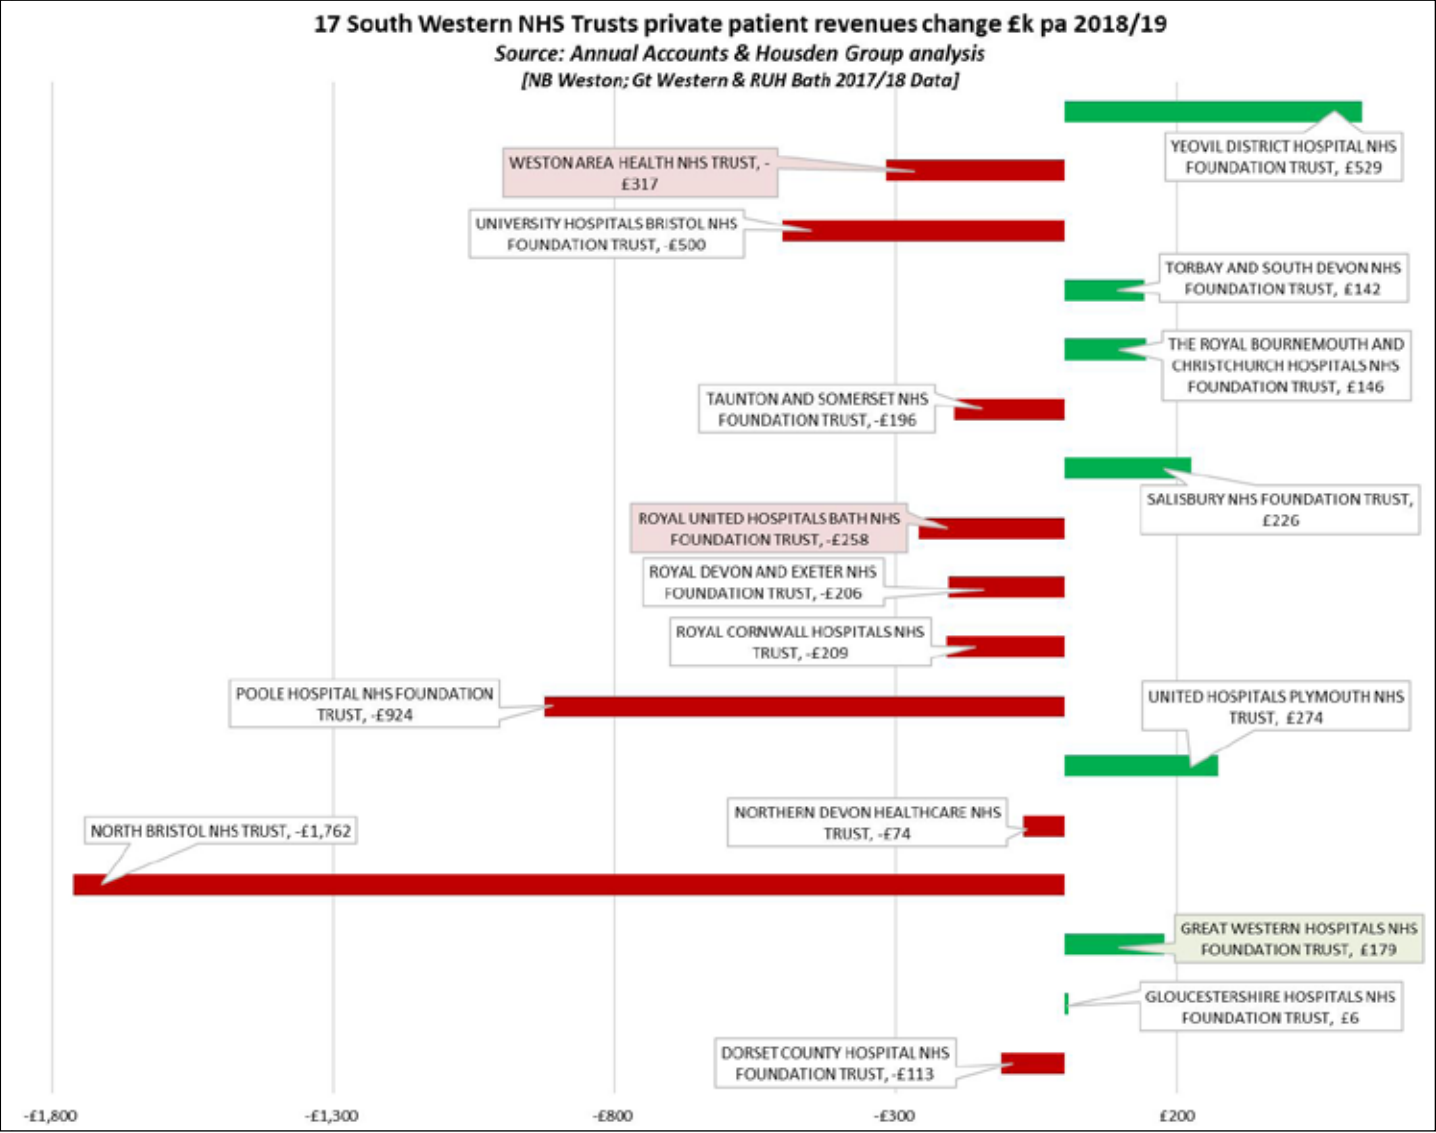 17 South Western NHS Trusts private patient revenues change £k pa 2018/19
Source: Annual Accounts & Housden Group analysis
[NB Weston; Gt Western & RUH Bath 2017/18 Data]
YEOVIL DISTRICT HOSPITAL NHS
FOUNDATION TRUST, £529
WESTON AREA HEALTH NHS TRUST, -
£317
UNIVERSITY HOSPITALS BRISTOL NHS
FOUNDATION TRUST, -£500
TORBAY AND SOUTH DEVON NHS
FOUNDATION TRUST, £142
THE ROYAL BOURNEMOUTH AND
CHRISTCHURCH HOSPITALS NHS
FOUNDATION TRUST, £146
TAUNTON AND SOMERSET NHS
FOUNDATION TRUST, -£196
SALISBURY NHS FOUNDATION TRUST,
£226
ROYAL UNITED HOSPITALS BATH NHS
FOUNDATION TRUST, -£258
ROYAL DEVON AND EXETER NHS
FOUNDATION TRUST, -£206
ROYAL CORNWALL HOSPITALS NHS
TRUST, -£209
POOLE HOSPITAL NHS FOUNDATION
TRUST, -£924
UNITED HOSPITALS PLYMOUTH NHS
TRUST, £274
NORTHERN DEVON HEALTHCARE NHS
TRUST, -£74
NORTH BRISTOL NHS TRUST, -£1,762
GREAT WESTERN HOSPITALS NHS
FOUNDATION TRUST, £179
GLOUCESTERSHIRE HOSPITALS NHS
FOUNDATION TRUST, £6
DORSET COUNTY HOSPITAL NHS
FOUNDATION TRUST, -£113
-£1,800 -£1,300 -£800 -£300 £200